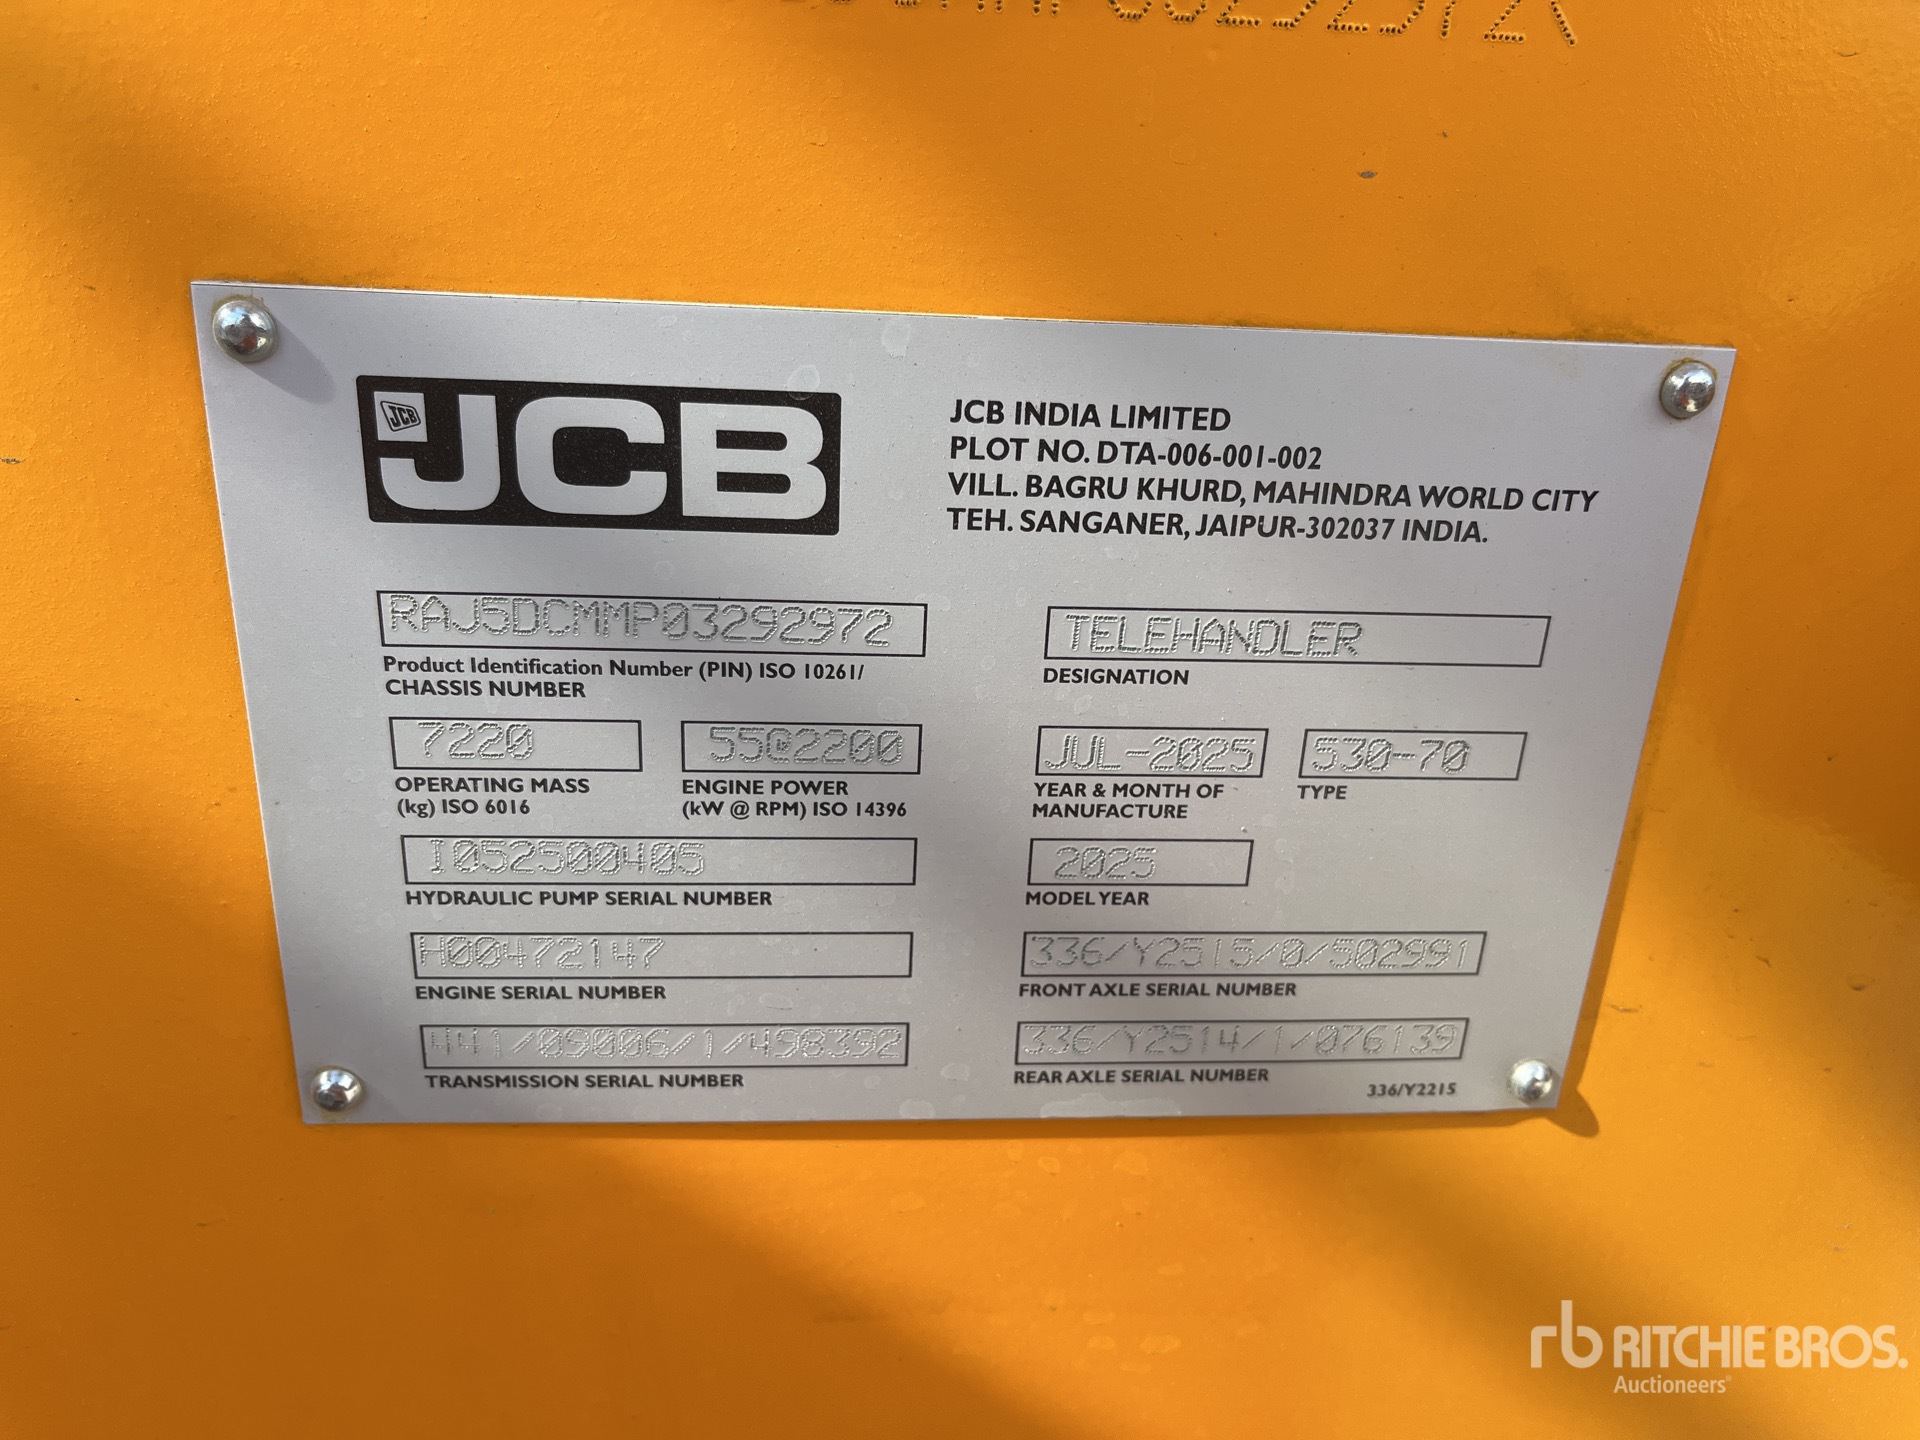 JCB
JCB
JCB INDIA LIMITED
PLOT NO. DTA-006-001-002
VILL. BAGRU KHURD, MAHINDRA WORLD CITY
TEH. SANGANER, JAIPUR-302037 INDIA.
RAJ5DCMMP03292972
Product Identification Number (PIN) ISO 10261/
CHASSIS NUMBER
TELEHANDLER
DESIGNATION
7220
OPERATING MASS
(kg) ISO 6016
55@2200
ENGINE POWER
(kW @ RPM) ISO 14396
JUL-2025
YEAR & MONTH OF
MANUFACTURE
530-70
TYPE
I052500405
HYDRAULIC PUMP SERIAL NUMBER
2025
MODEL YEAR
H00472147
ENGINE SERIAL NUMBER
336/Y2515/0/502991
FRONT AXLE SERIAL NUMBER
441/09006/1/498392
TRANSMISSION SERIAL NUMBER
336/Y2514/1/076139
REAR AXLE SERIAL NUMBER
336/Y2215
rb RITCHIE BROS.
Auctioneers